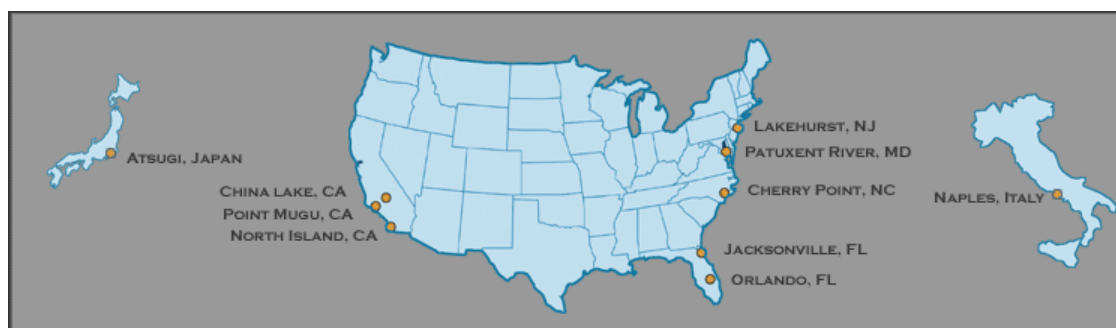 Atsugi, Japan
China Lake, CA
Point Mugu, CA
North Island, CA
Lakehurst, NJ
Patuxent River, MD
Cherry Point, NC
Jacksonville, FL
Orlando, FL
Naples, Italy